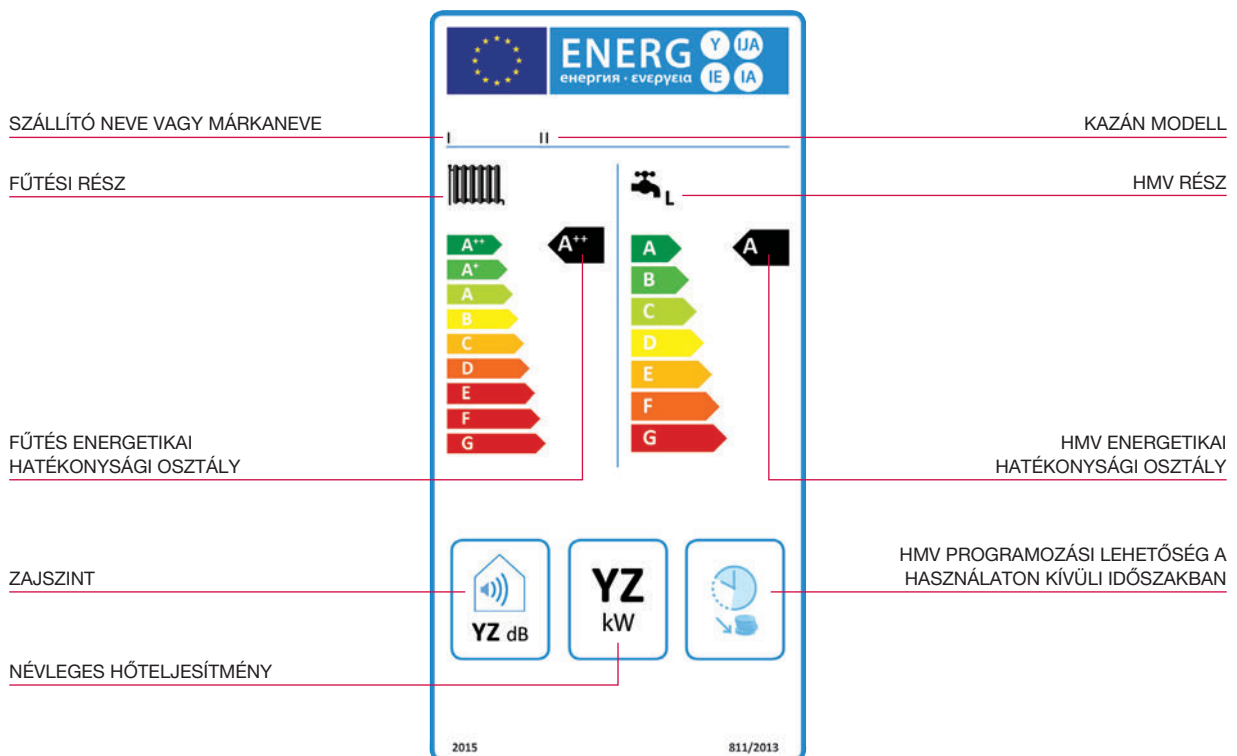 ENERG Y IJA
енергия · ενεργεια IE IA
SZÁLLÍTÓ NEVE VAGY MÁRKANEVE
I II
KAZÁN MODELL
FŰTÉSI RÉSZ
L
HMV RÉSZ
A++
A+
A
B
C
D
E
F
G
A++
A
B
C
D
E
F
G
A
FŰTÉS ENERGETIKAI
HATÉKONYSÁGI OSZTÁLY
HMV ENERGETIKAI
HATÉKONYSÁGI OSZTÁLY
ZAJSZINT
YZ dB
YZ
kW
HMV PROGRAMOZÁSI LEHETŐSÉG A
HASZNÁLATON KÍVÜLI IDŐSZAKBAN
NÉVLEGES HŐTELJESÍTMÉNY
2015 811/2013